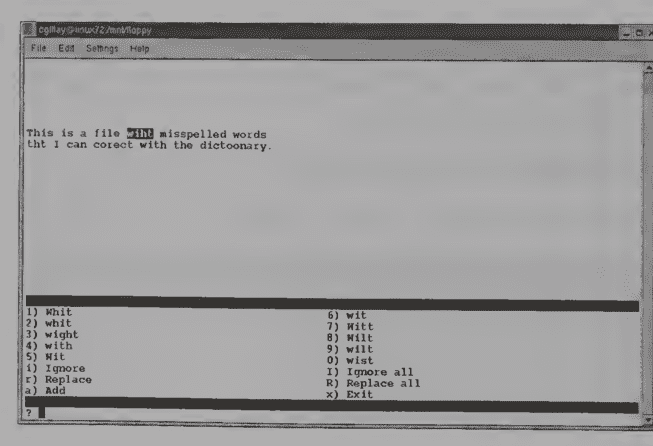 File Edit Settings Help
This is a file wiht misspelled words
tht I can corect with the dictoonary.
1) Whit
2) whit
3) wight
4) with
5) Wit
i) Ignore
r) Replace
a) Add
6) wit
7) Witt
8) Wilt
9) wilt
0) wist
I) Ignore all
R) Replace all
x) Exit
?